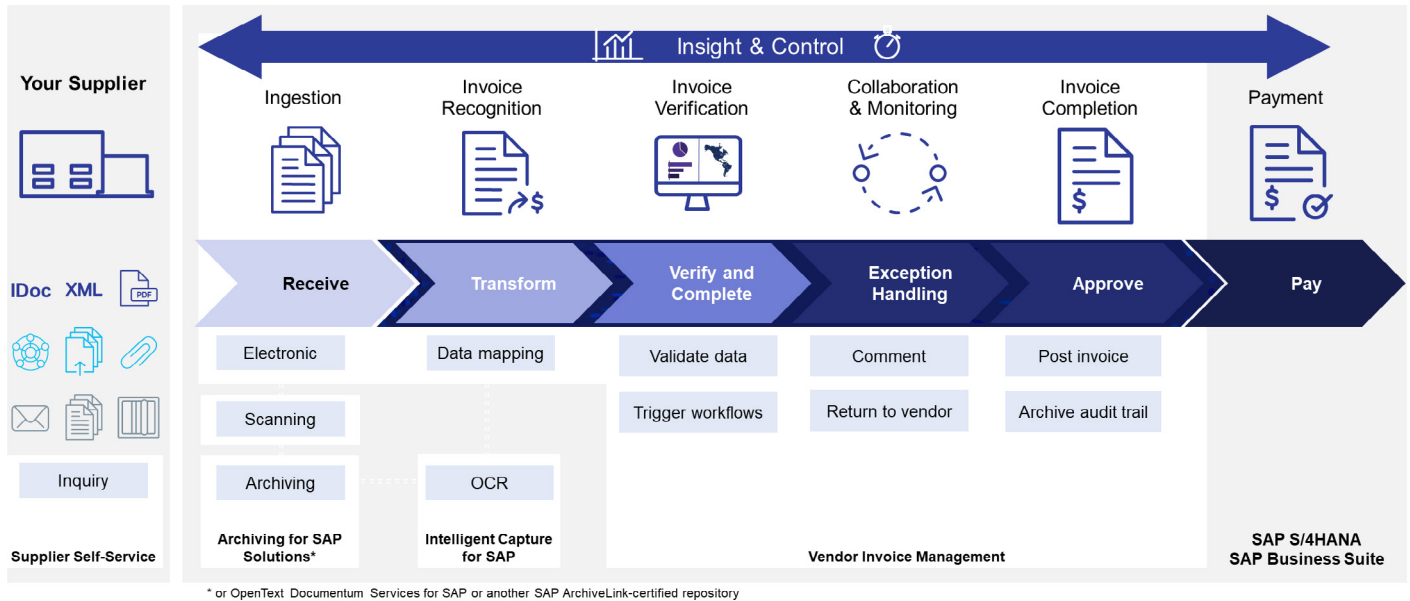 Insight & Control
Your Supplier
Ingestion
Invoice
Recognition
Invoice
Verification
Collaboration
& Monitoring
Invoice
Completion
Payment
$
$
$
IDoc
XML
PDF
Receive
Transform
Verify and
Complete
Exception
Handling
Approve
Pay
Electronic
Data mapping
Validate data
Comment
Post invoice
Scanning
Trigger workflows
Return to vendor
Archive audit trail
Inquiry
Archiving
OCR
Supplier Self-Service
Archiving for SAP
Solutions*
Intelligent Capture
for SAP
Vendor Invoice Management
SAP S/4HANA
SAP Business Suite
* or OpenText Documentum Services for SAP or another SAP ArchiveLink-certified repository